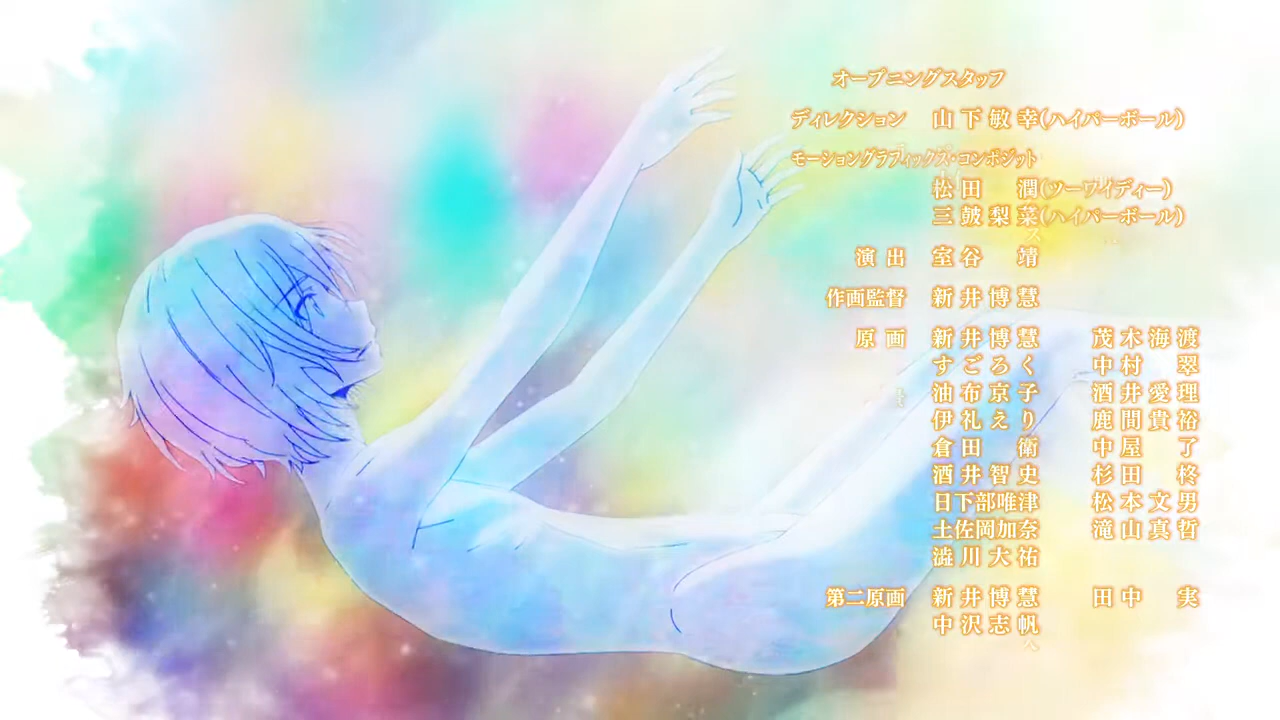 オープニングスタッフ
ディレクション 山下敏幸(ハイパーボール)
モーショングラフィックス・コンポジット
松田 潤(ツーワイディー)
三鼓梨菜(ハイパーボール)
演出 室谷 靖
作画監督 新井博慧
原画 新井博慧 茂木海渡
すごろく 中村 翠
油布京子 酒井愛理
伊礼えり 鹿間貴裕
倉田 衛 中屋 了
酒井智史 杉田 柊
日下部唯津 松本文男
土佐岡加奈 滝山真哲
澁川大祐
第二原画 新井博慧 田中 実
中沢志帆